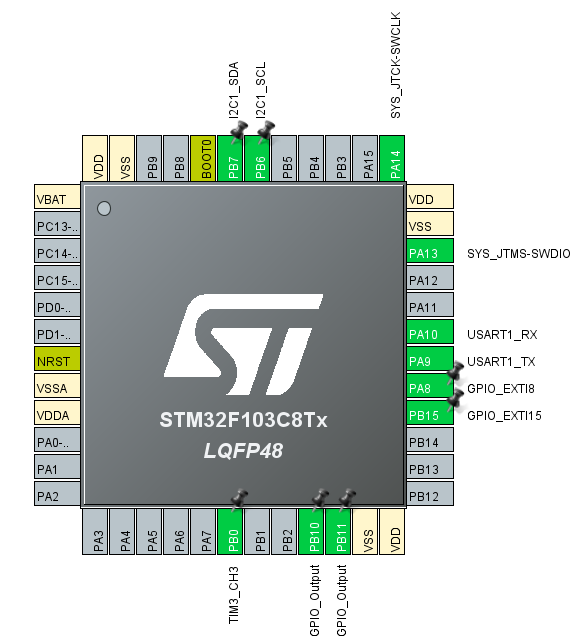 I2C1_SDA
I2C1_SCL
SYS_JTCK-SWCLK
VDD
VSS
PB9
PB8
BOOT0
PB7
PB6
PB5
PB4
PB3
PA15
PA14
VBAT
PC13-..
PC14-..
PC15-..
PD0-..
PD1-..
NRST
VSSA
VDDA
PA0-..
PA1
PA2
ST
STM32F103C8Tx
LQFP48
VDD
VSS
PA13 SYS_JTMS-SWDIO
PA12
PA11
PA10 USART1_RX
PA9 USART1_TX
PA8 GPIO_EXTI8
PB15 GPIO_EXTI15
PB14
PB13
PB12
PA3
PA4
PA5
PA6
PA7
PB0
PB1
PB2
PB10
PB11
VSS
VDD
TIM3_CH3
GPIO_Output
GPIO_Output